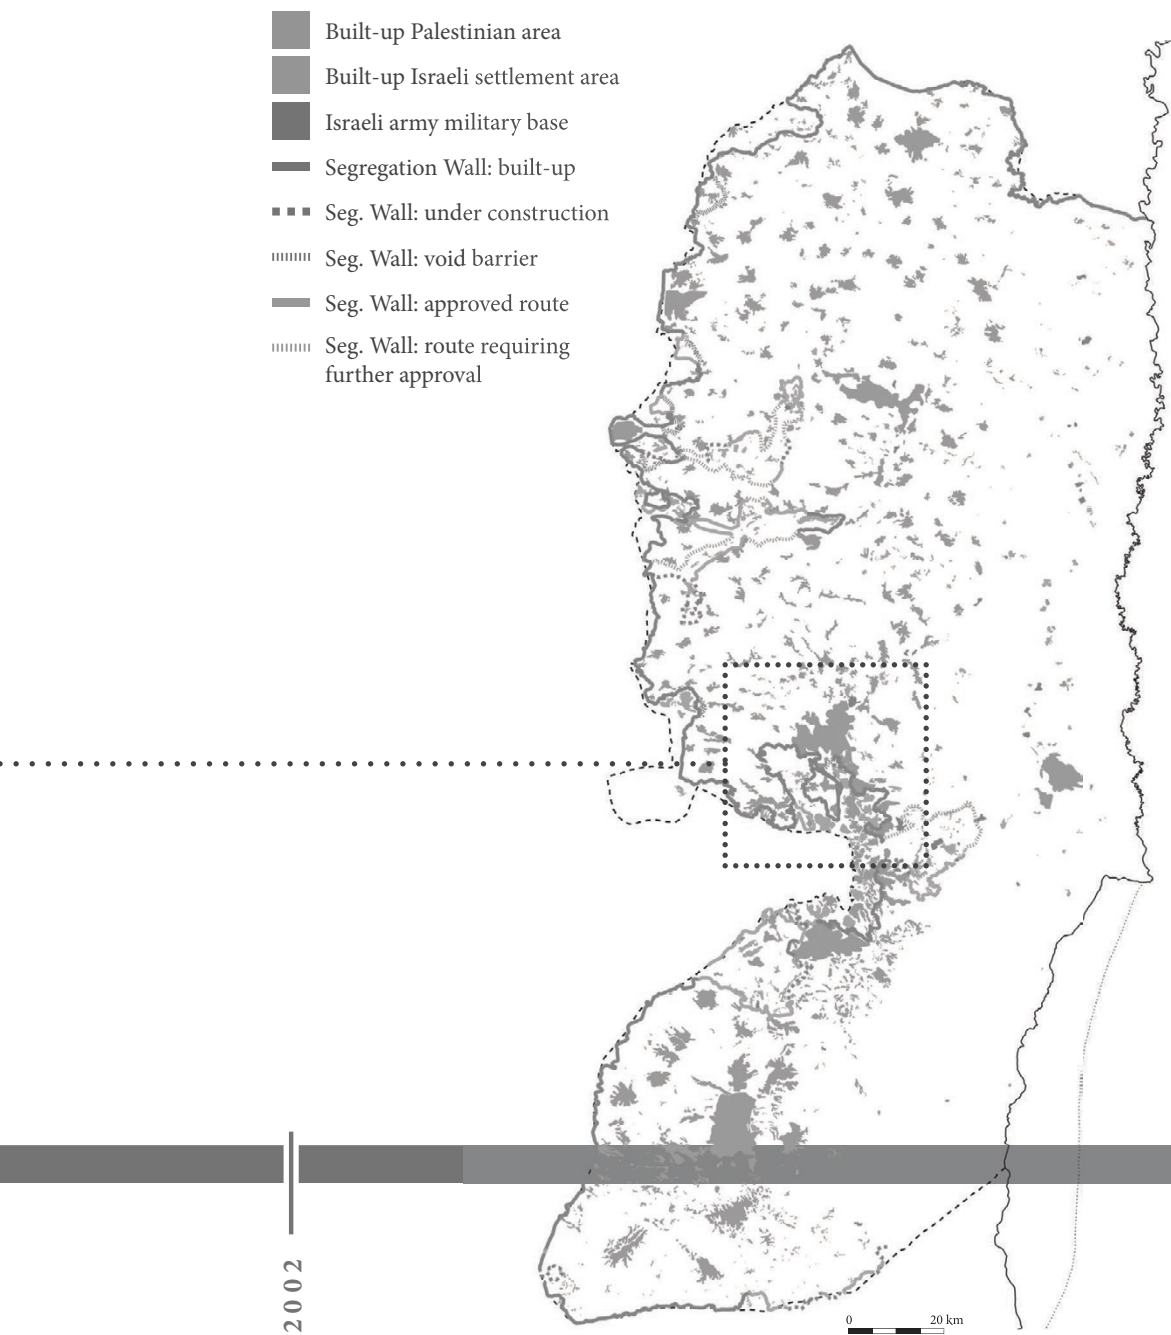 Built-up Palestinian area
Built-up Israeli settlement area
Israeli army military base
Segregation Wall: built-up
Seg. Wall: under construction
Seg. Wall: void barrier
Seg. Wall: approved route
Seg. Wall: route requiring
further approval
2002
0 20 km